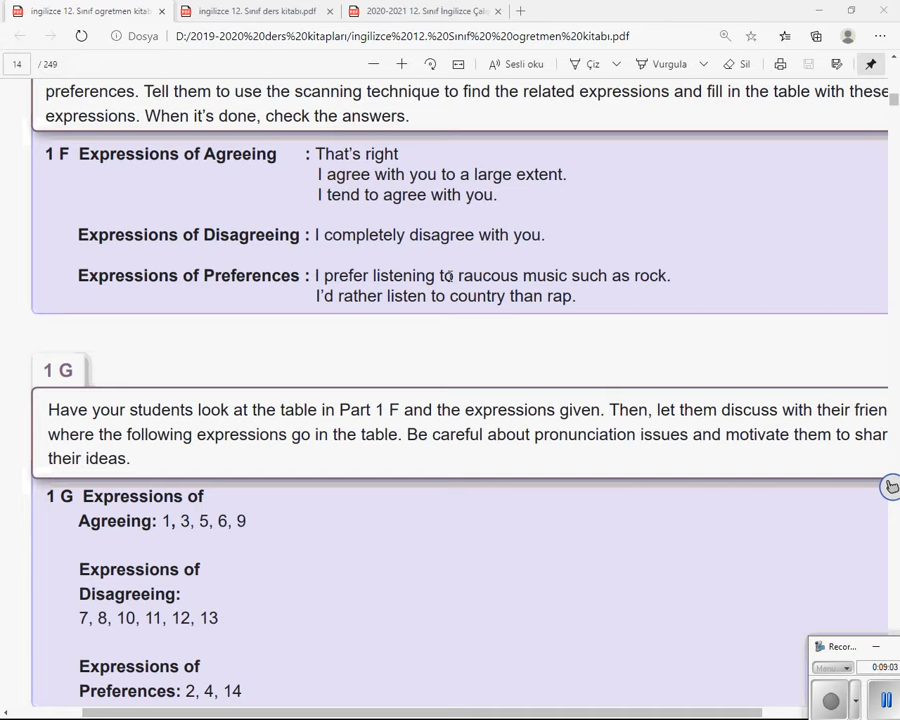 ingilizce 12. Sınıf ogretmen kitab
ingilizce 12. Sınıf ders kitabı.pdf
2020-2021 12. Sınıf İngilizce Çalış
Dosya
D:/2019-2020%20ders%20kitapları/ingilizce%2012.%20Sınıf%20%20ogretmen%20kitabı.pdf
14 / 249
Sesli oku
Çiz
Vurgula
Sil
preferences. Tell them to use the scanning technique to find the related expressions and fill in the table with these
expressions. When it's done, check the answers.
1 F Expressions of Agreeing : That's right
I agree with you to a large extent.
I tend to agree with you.
Expressions of Disagreeing : I completely disagree with you.
Expressions of Preferences : I prefer listening to raucous music such as rock.
I'd rather listen to country than rap.
1 G
Have your students look at the table in Part 1 F and the expressions given. Then, let them discuss with their frien
where the following expressions go in the table. Be careful about pronunciation issues and motivate them to shar
their ideas.
1 G Expressions of
Agreeing: 1, 3, 5, 6, 9
Expressions of
Disagreeing:
7, 8, 10, 11, 12, 13
Expressions of
Preferences: 2, 4, 14
Recor...
Menu
0:09:03